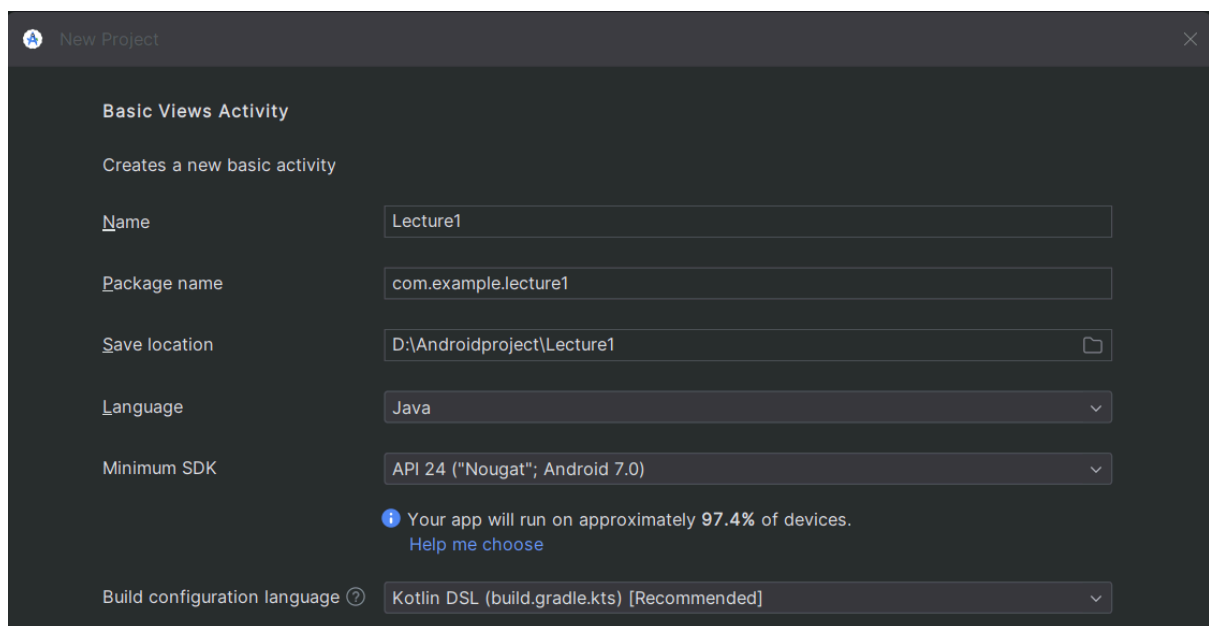 New Project
Basic Views Activity
Creates a new basic activity
Name Lecture1
Package name com.example.lecture1
Save location D:\Androidproject\Lecture1
Language Java
Minimum SDK API 24 ("Nougat"; Android 7.0)
Your app will run on approximately 97.4% of devices.
Help me choose
Build configuration language ? Kotlin DSL (build.gradle.kts) [Recommended]